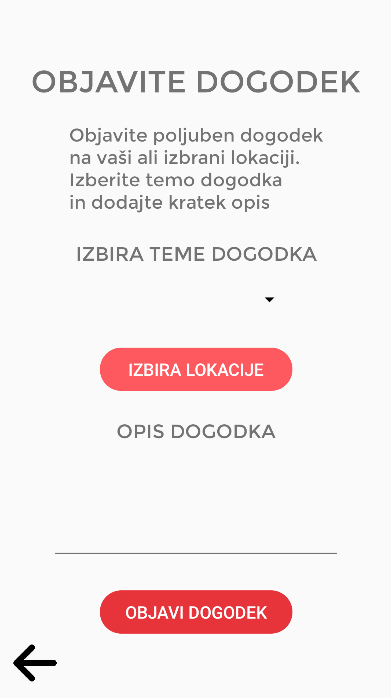 OBJAVITE DOGODEK
Objavite poljuben dogodek
na vaši ali izbrani lokaciji.
Izberite temo dogodka
in dodajte kratek opis
IZBIRA TEME DOGODKA
IZBIRA LOKACIJE
OPIS DOGODKA
OBJAVI DOGODEK